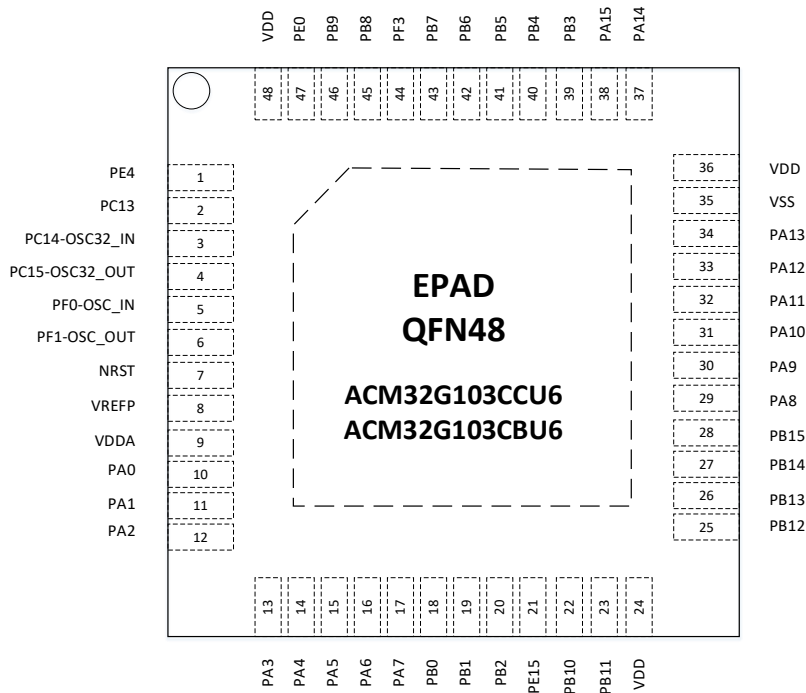 VDD PE0 PB9 PB8 PF3 PB7 PB6 PB5 PB4 PB3 PA15 PA14
48 47 46 45 44 43 42 41 40 39 38 37
PE4 1
PC13 2
PC14-OSC32_IN 3
PC15-OSC32_OUT 4
PF0-OSC_IN 5
PF1-OSC_OUT 6
NRST 7
VREFP 8
VDDA 9
PA0 10
PA1 11
PA2 12
EPAD
QFN48
ACM32G103CCU6
ACM32G103CBU6
36 VDD
35 VSS
34 PA13
33 PA12
32 PA11
31 PA10
30 PA9
29 PA8
28 PB15
27 PB14
26 PB13
25 PB12
13 14 15 16 17 18 19 20 21 22 23 24
PA3 PA4 PA5 PA6 PA7 PB0 PB1 PB2 PE15 PB10 PB11 VDD